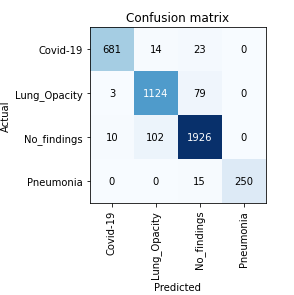 Confusion matrix
Actual
Covid-19 681 14 23 0
Lung_Opacity 3 1124 79 0
No_findings 10 102 1926 0
Pneumonia 0 0 15 250
Covid-19 Lung_Opacity No_findings Pneumonia
Predicted